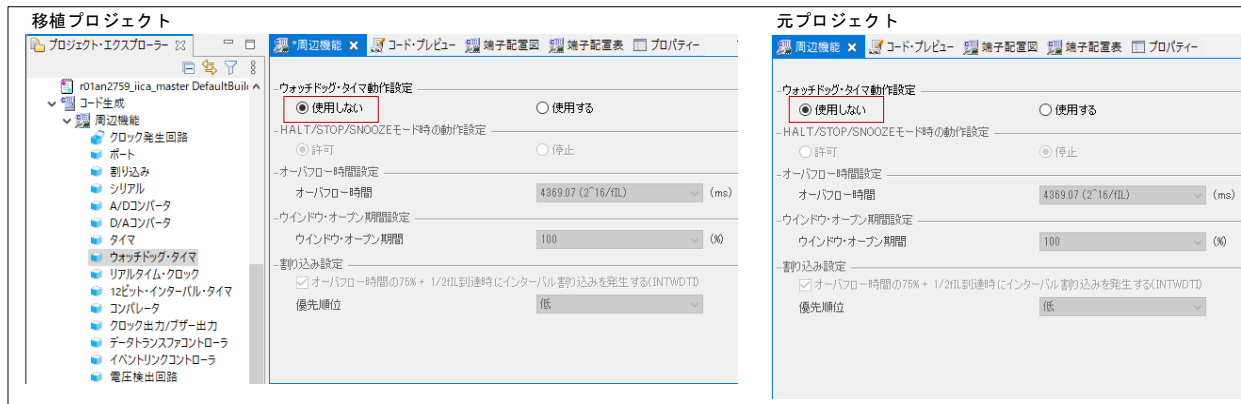 移植プロジェクト
プロジェクト・エクスプローラー
r01an2759_iica_master DefaultBuil
コード生成
周辺機能
クロック発生回路
ポート
割り込み
シリアル
A/Dコンバータ
D/Aコンバータ
タイマ
ウォッチドッグ・タイマ
リアルタイム・クロック
12ビット・インターバル・タイマ
コンパレータ
クロック出力/ブザー出力
データトランスファコントローラ
イベントリンクコントローラ
電圧検出回路
*周辺機能 コード・プレビュー 端子配置図 端子配置表 プロパティー
ウォッチドッグ・タイマ動作設定
使用しない 使用する
HALT/STOP/SNOOZEモード時の動作設定
許可 停止
オーバフロー時間設定
オーバフロー時間 4369.07 (2^16/fIL) (ms)
ウインドウ・オープン期間設定
ウインドウ・オープン期間 100 (%)
割り込み設定
オーバフロー時間の75% + 1/2fIL到達時にインターバル割り込みを発生する(INTWDTI)
優先順位 低
元プロジェクト
周辺機能 コード・プレビュー 端子配置図 端子配置表 プロパティー
ウォッチドッグ・タイマ動作設定
使用しない 使用する
HALT/STOP/SNOOZEモード時の動作設定
許可 停止
オーバフロー時間設定
オーバフロー時間 4369.07 (2^16/fIL) (ms)
ウインドウ・オープン期間設定
ウインドウ・オープン期間 100 (%)
割り込み設定
オーバフロー時間の75% + 1/2fIL到達時にインターバル割り込みを発生する(INTWDTI)
優先順位 低